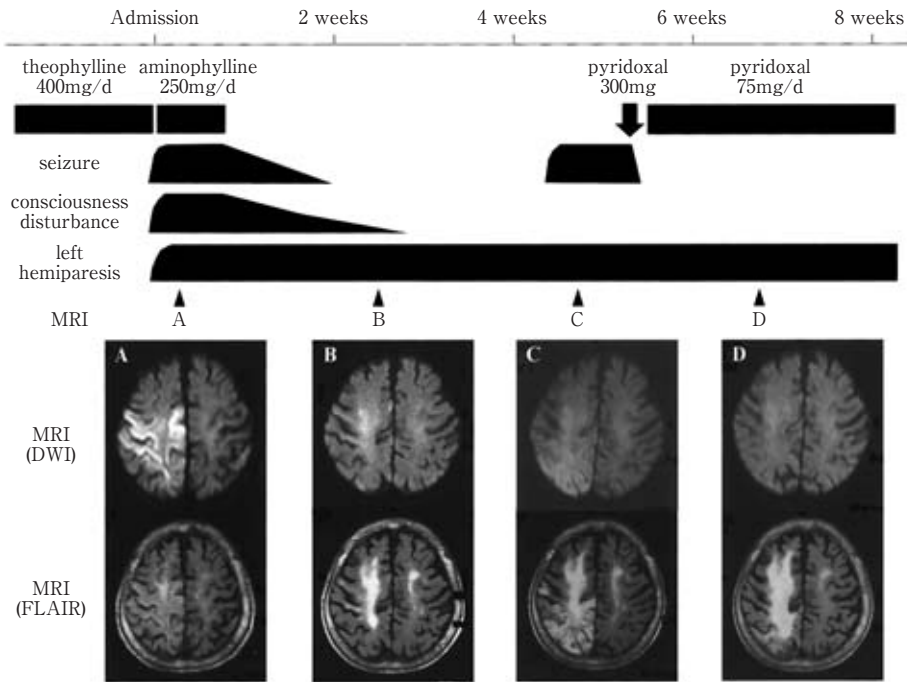 Admission 2 weeks 4 weeks 6 weeks 8 weeks
theophylline aminophylline pyridoxal pyridoxal
400mg/d 250mg/d 300mg 75mg/d
seizure
consciousness
disturbance
left
hemiparesis
MRI A B C D
A B C D
MRI
(DWI)
MRI
(FLAIR)